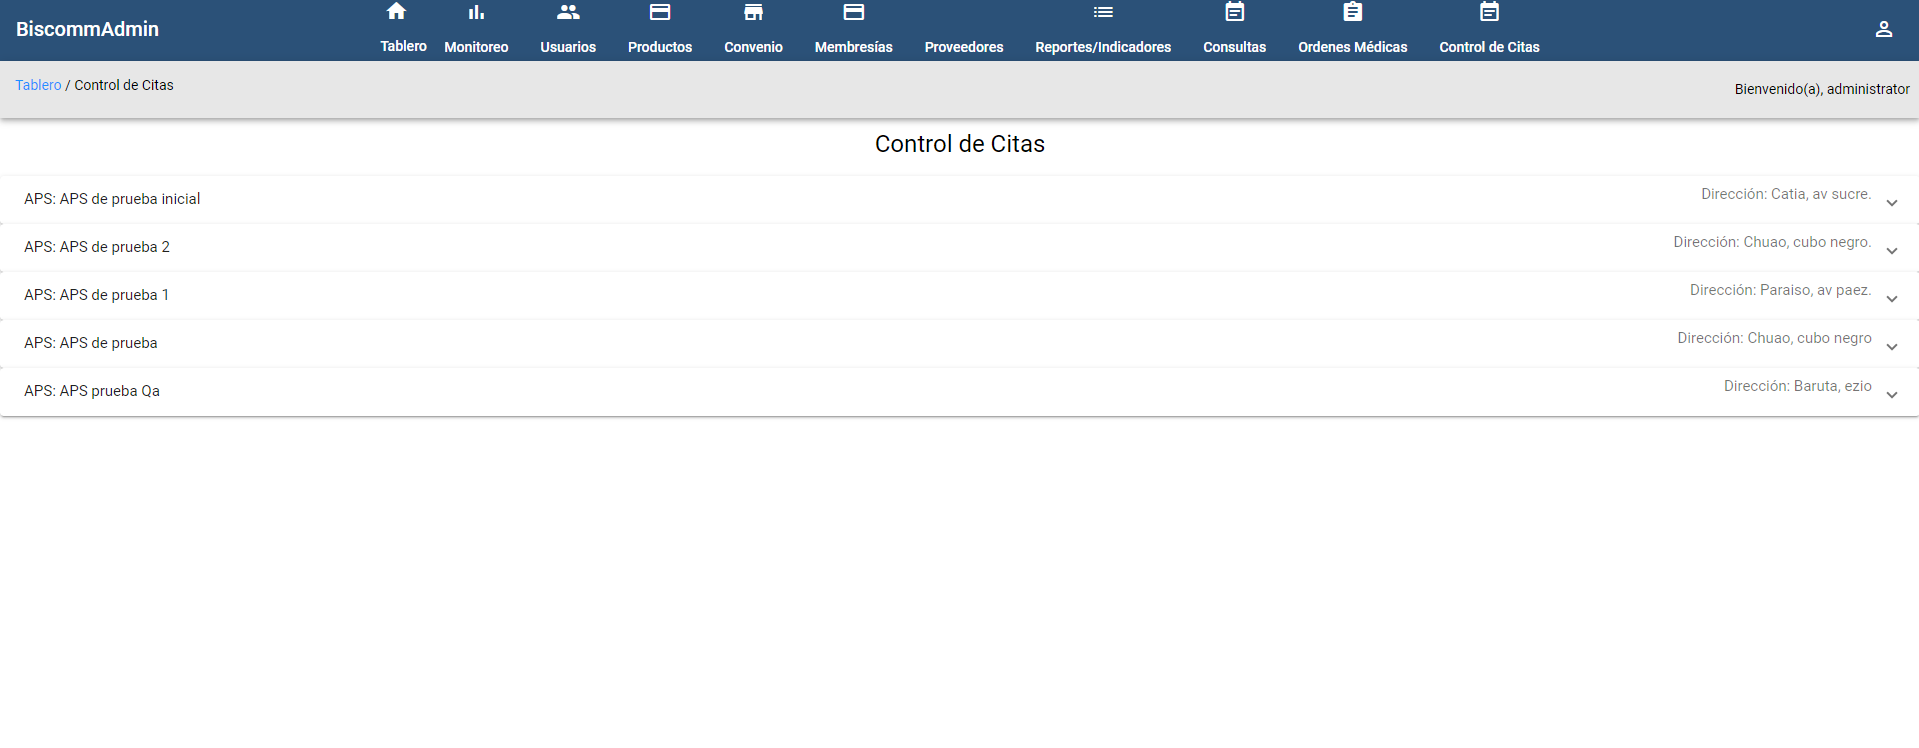 BiscommAdmin
Tablero Monitoreo Usuarios Productos Convenio Membresías Proveedores Reportes/Indicadores Consultas Ordenes Médicas Control de Citas
Tablero / Control de Citas
Bienvenido(a), administrator
Control de Citas
APS: APS de prueba inicial Dirección: Catia, av sucre.
APS: APS de prueba 2 Dirección: Chuao, cubo negro.
APS: APS de prueba 1 Dirección: Paraiso, av paez.
APS: APS de prueba Dirección: Chuao, cubo negro
APS: APS prueba Qa Dirección: Baruta, ezio